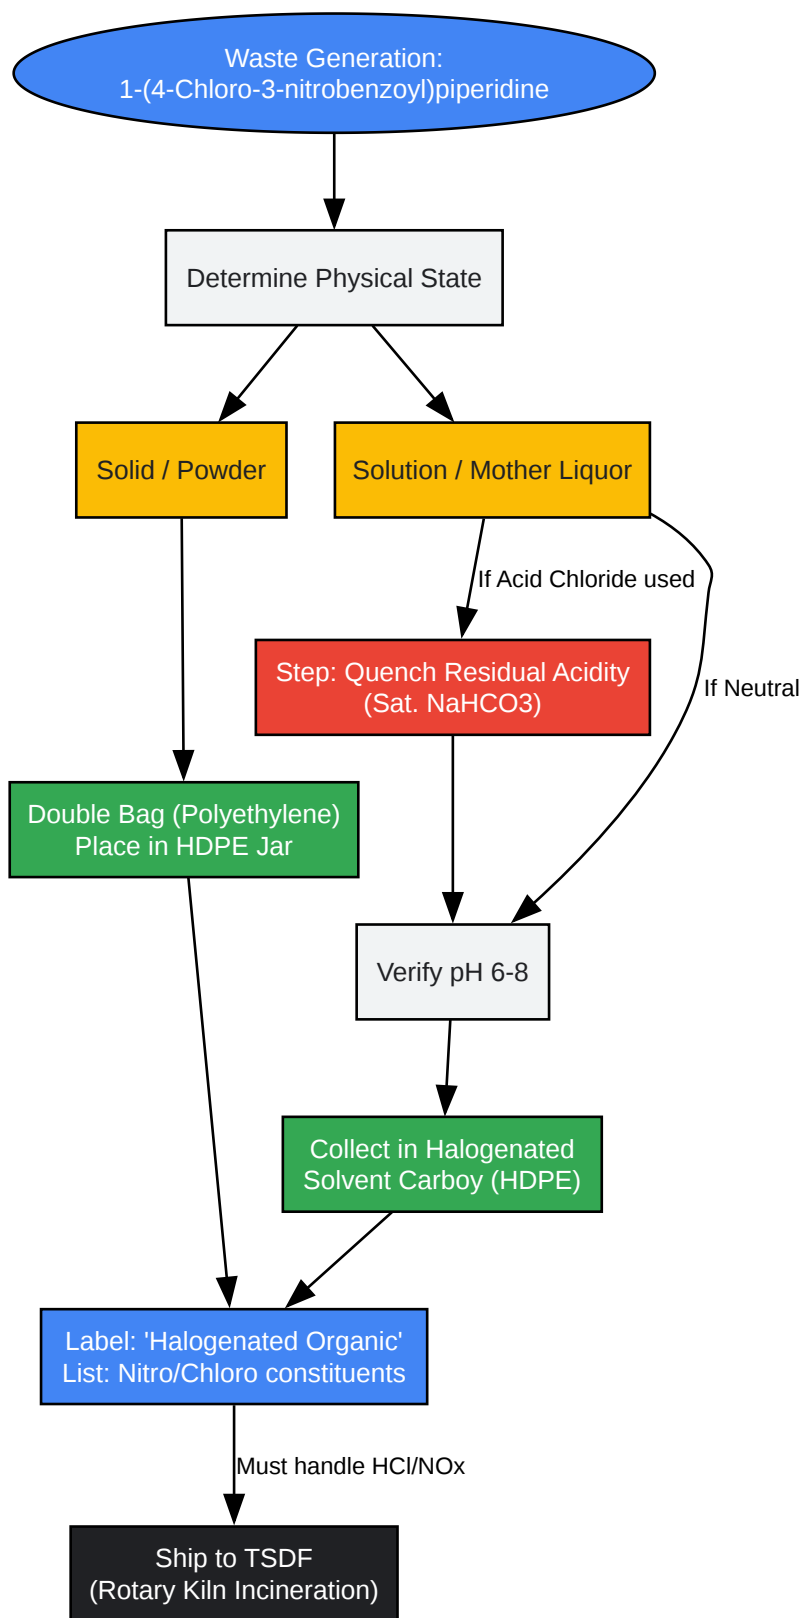 Waste Generation:
1-(4-Chloro-3-nitrobenzoyl)piperidine
Determine Physical State
Solid / Powder
Solution / Mother Liquor
If Acid Chloride used
Step: Quench Residual Acidity
(Sat. NaHCO3)
If Neutral
Double Bag (Polyethylene)
Place in HDPE Jar
Verify pH 6-8
Collect in Halogenated
Solvent Carboy (HDPE)
Label: 'Halogenated Organic'
List: Nitro/Chloro constituents
Must handle HCl/NOx
Ship to TSDF
(Rotary Kiln Incineration)